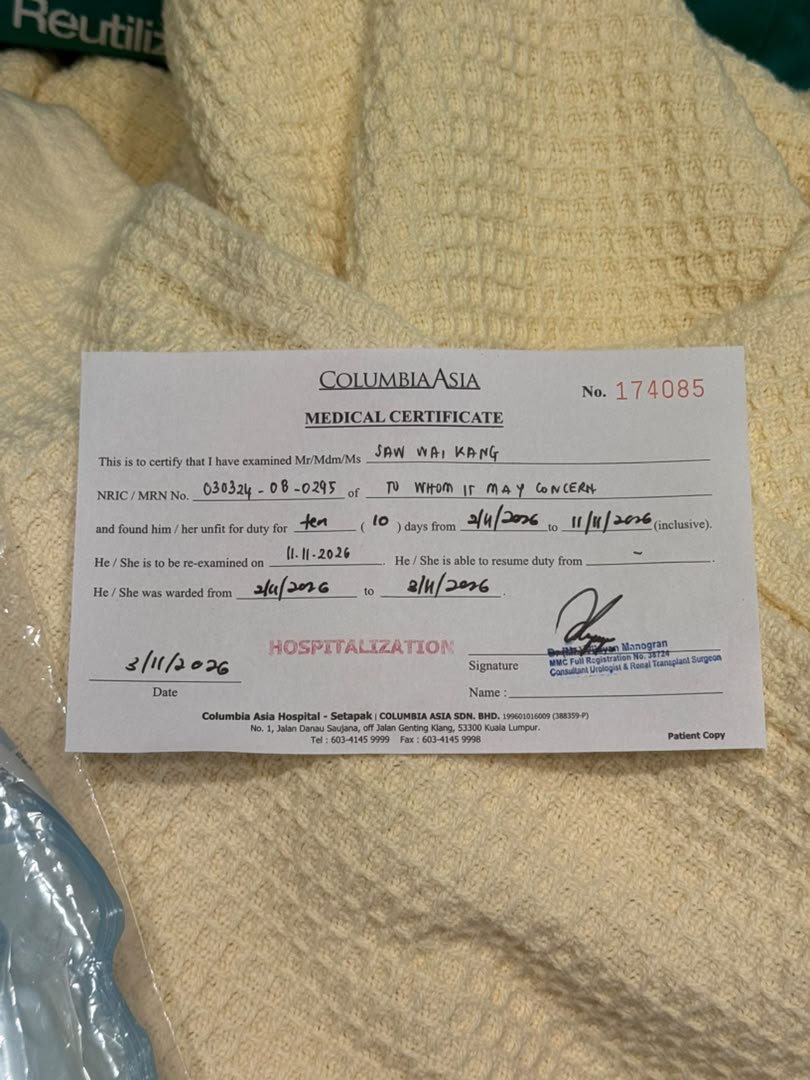 Reutiliz
COLUMBIA ASIA
No. 174085
MEDICAL CERTIFICATE
This is to certify that I have examined Mr/Mdm/Ms SAW WAI KANG
NRIC / MRN No. 030324-08-0295 of TO WHOM IT MAY CONCERN
and found him / her unfit for duty for ten ( 10 ) days from 2/11/2026 to 11/11/2026 (inclusive).
He / She is to be re-examined on 11.11.2026. He / She is able to resume duty from -
He / She was warded from 2/11/2026 to 3/11/2026.
HOSPITALIZATION
3/11/2026
Date
Signature
Manogran
MMC Full Registration No. 38724
Consultant Urologist & Renal Transplant Surgeon
Name :
Columbia Asia Hospital - Setapak | COLUMBIA ASIA SDN. BHD. 199601016009 (388359-P)
No. 1, Jalan Danau Saujana, off Jalan Genting Klang, 53300 Kuala Lumpur.
Tel : 603-4145 9999 Fax : 603-4145 9998
Patient Copy